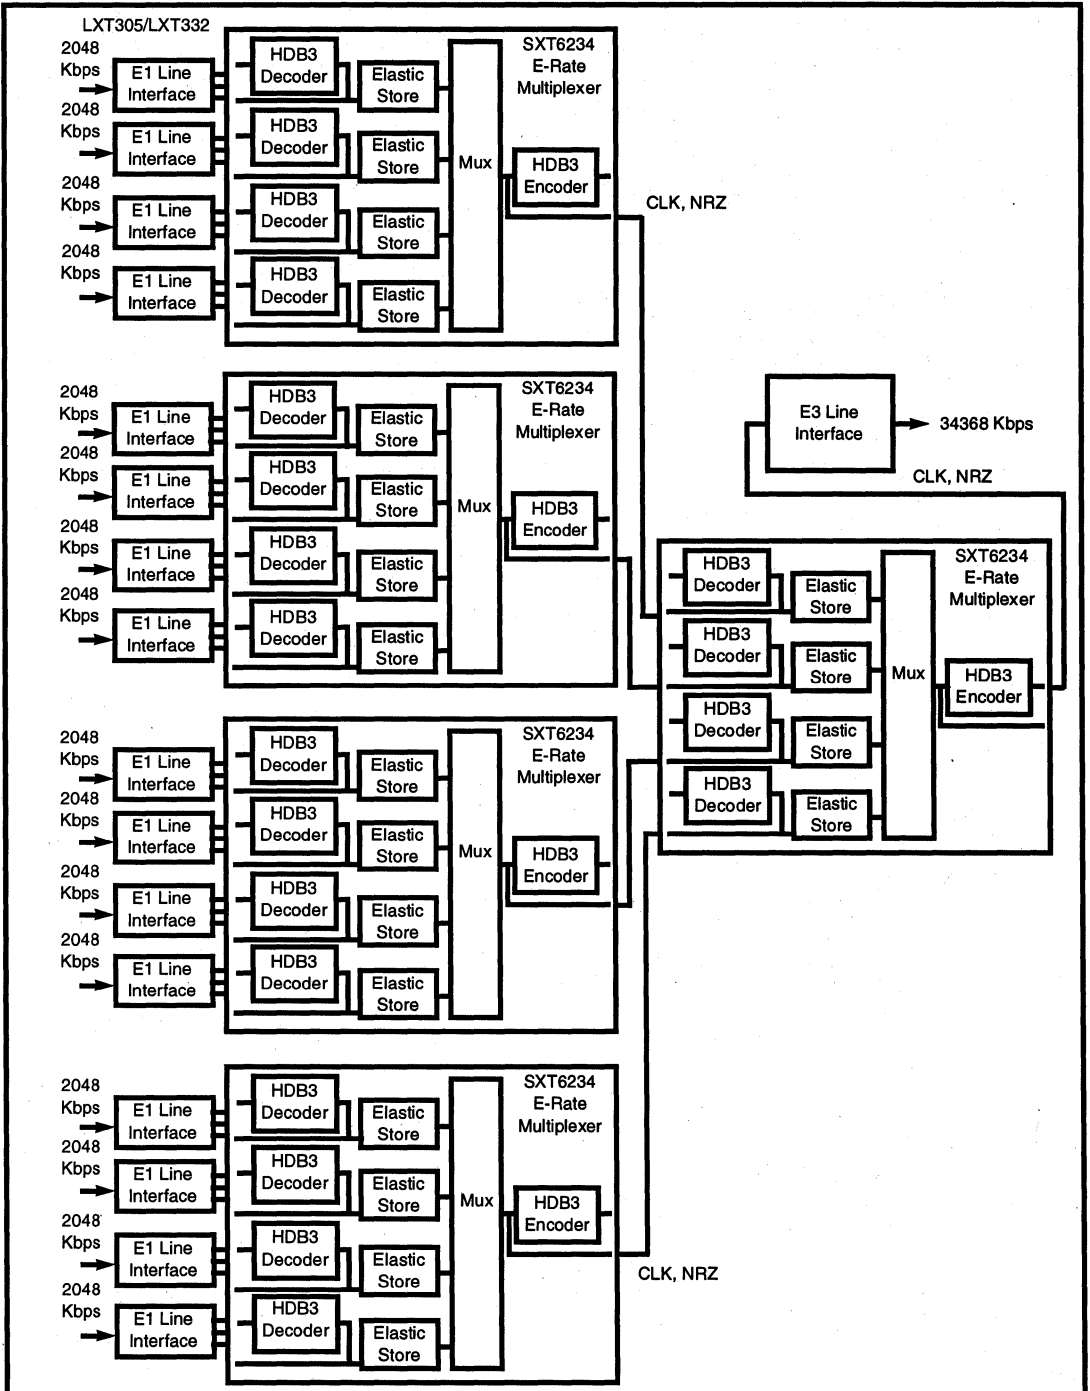 LXT305/LXT332
2048
Kbps
E1 Line
Interface
2048
Kbps
E1 Line
Interface
2048
Kbps
E1 Line
Interface
2048
Kbps
E1 Line
Interface
HDB3
Decoder
Elastic
Store
HDB3
Decoder
Elastic
Store
HDB3
Decoder
Elastic
Store
HDB3
Decoder
Elastic
Store
Mux
SXT6234
E-Rate
Multiplexer
HDB3
Encoder
CLK, NRZ
2048
Kbps
E1 Line
Interface
2048
Kbps
E1 Line
Interface
2048
Kbps
E1 Line
Interface
2048
Kbps
E1 Line
Interface
HDB3
Decoder
Elastic
Store
HDB3
Decoder
Elastic
Store
HDB3
Decoder
Elastic
Store
HDB3
Decoder
Elastic
Store
Mux
SXT6234
E-Rate
Multiplexer
HDB3
Encoder
E3 Line
Interface
34368 Kbps
CLK, NRZ
HDB3
Decoder
Elastic
Store
HDB3
Decoder
Elastic
Store
HDB3
Decoder
Elastic
Store
HDB3
Decoder
Elastic
Store
Mux
SXT6234
E-Rate
Multiplexer
HDB3
Encoder
2048
Kbps
E1 Line
Interface
2048
Kbps
E1 Line
Interface
2048
Kbps
E1 Line
Interface
2048
Kbps
E1 Line
Interface
HDB3
Decoder
Elastic
Store
HDB3
Decoder
Elastic
Store
HDB3
Decoder
Elastic
Store
HDB3
Decoder
Elastic
Store
Mux
SXT6234
E-Rate
Multiplexer
HDB3
Encoder
2048
Kbps
E1 Line
Interface
2048
Kbps
E1 Line
Interface
2048
Kbps
E1 Line
Interface
2048
Kbps
E1 Line
Interface
HDB3
Decoder
Elastic
Store
HDB3
Decoder
Elastic
Store
HDB3
Decoder
Elastic
Store
HDB3
Decoder
Elastic
Store
Mux
SXT6234
E-Rate
Multiplexer
HDB3
Encoder
CLK, NRZ